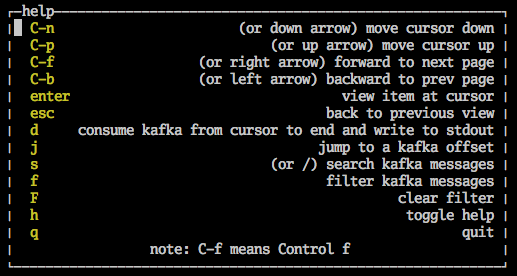 help
C-n (or down arrow) move cursor down
C-p (or up arrow) move cursor up
C-f (or right arrow) forward to next page
C-b (or left arrow) backward to prev page
enter view item at cursor
esc back to previous view
d consume kafka from cursor to end and write to stdout
j jump to a kafka offset
s (or /) search kafka messages
f filter kafka messages
F clear filter
h toggle help
q quit
note: C-f means Control f